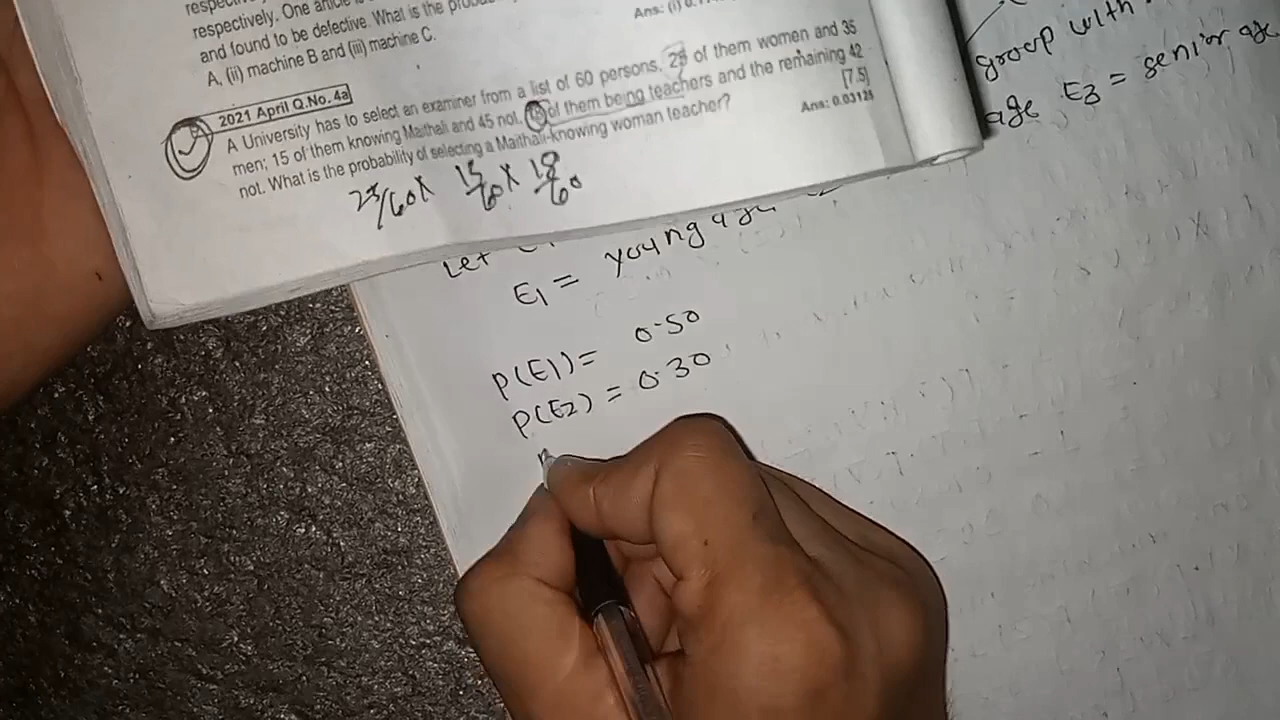 respectively. One article
and found to be defective. What is the
A, (ii) machine B and (iii) machine C.
Ans: (i)
2021 April Q.No. 4a
A University has to select an examiner from a list of 60 persons, 25 of them women and 35
men; 15 of them knowing Maithali and 45 not. of them being teachers and the remaining 42
not. What is the probability of selecting a Maithali-knowing woman teacher?
[7.5]
Ans: 0.03125
25/60 x 15/60 x 18/60
group with
age E3 = senior age
Let
E1 = young age
P(E1) = 0.50
P(E2) = 0.30